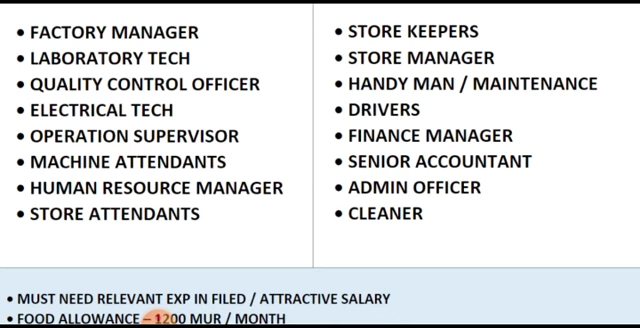 • FACTORY MANAGER
• LABORATORY TECH
• QUALITY CONTROL OFFICER
• ELECTRICAL TECH
• OPERATION SUPERVISOR
• MACHINE ATTENDANTS
• HUMAN RESOURCE MANAGER
• STORE ATTENDANTS
• STORE KEEPERS
• STORE MANAGER
• HANDY MAN / MAINTENANCE
• DRIVERS
• FINANCE MANAGER
• SENIOR ACCOUNTANT
• ADMIN OFFICER
• CLEANER
• MUST NEED RELEVANT EXP IN FILED / ATTRACTIVE SALARY
• FOOD ALLOWANCE – 1200 MUR / MONTH